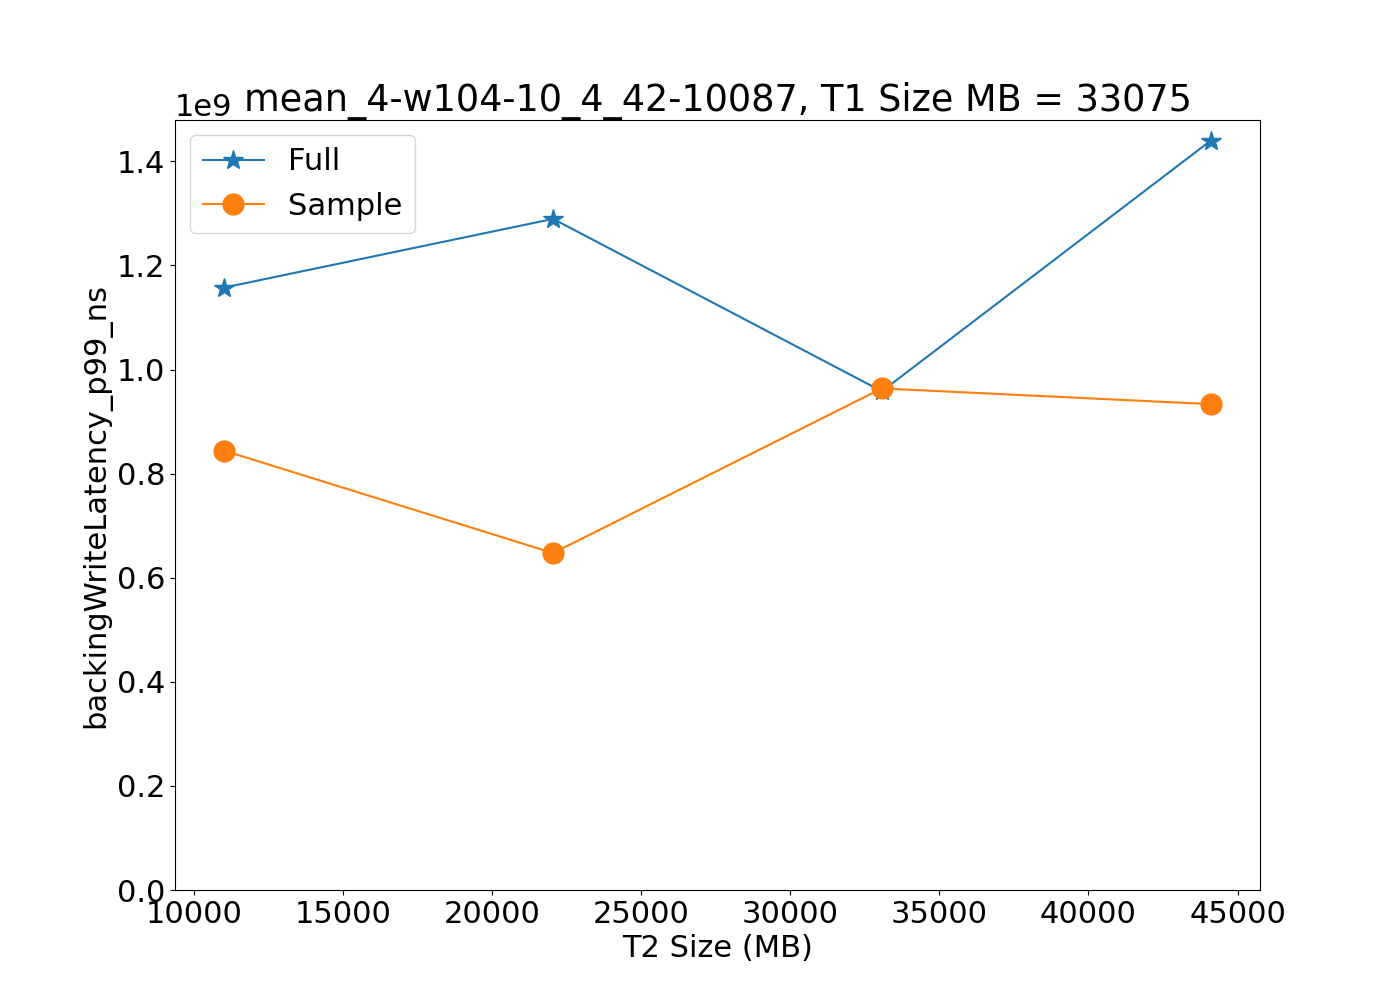 1e9 mean_4-w104-10_4_42-10087, T1 Size MB = 33075
Full
Sample
1.4
1.2
1.0
0.8
0.6
0.4
0.2
0.0
backingWriteLatency_p99_ns
10000 15000 20000 25000 30000 35000 40000 45000
T2 Size (MB)